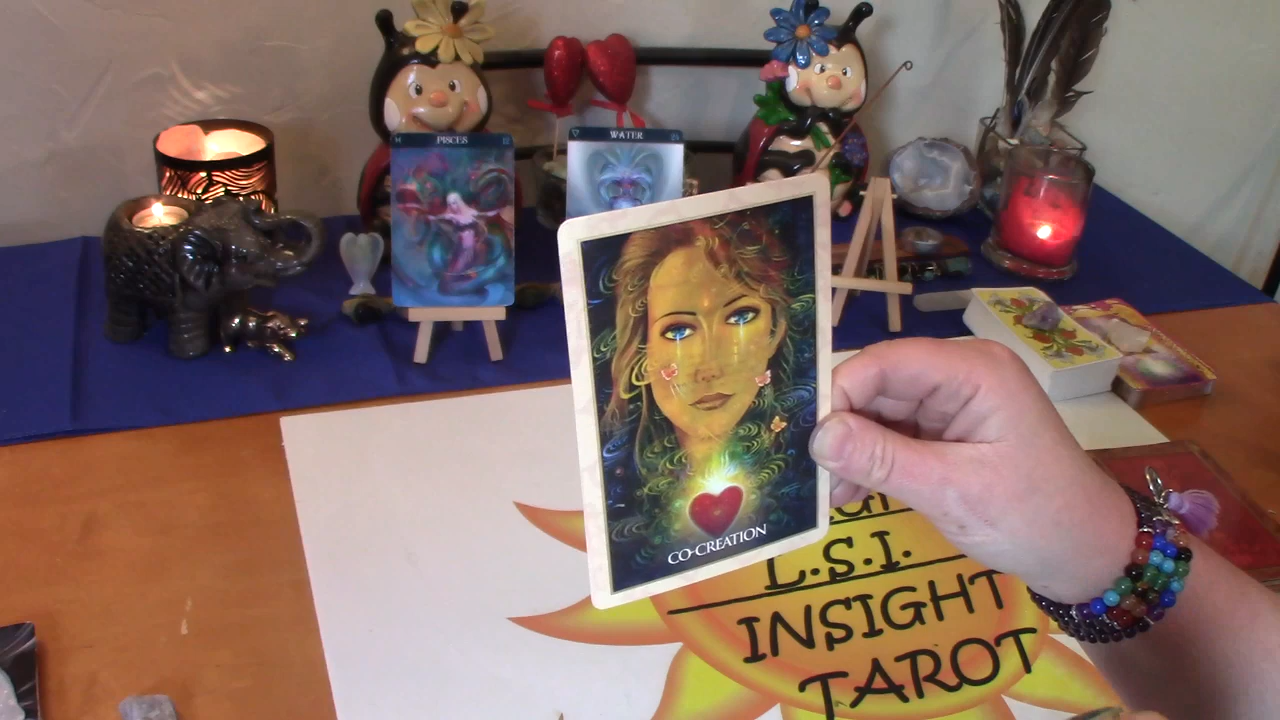 PISCES
WATER
CO-CREATION
L.S.I.
INSIGHT
TAROT